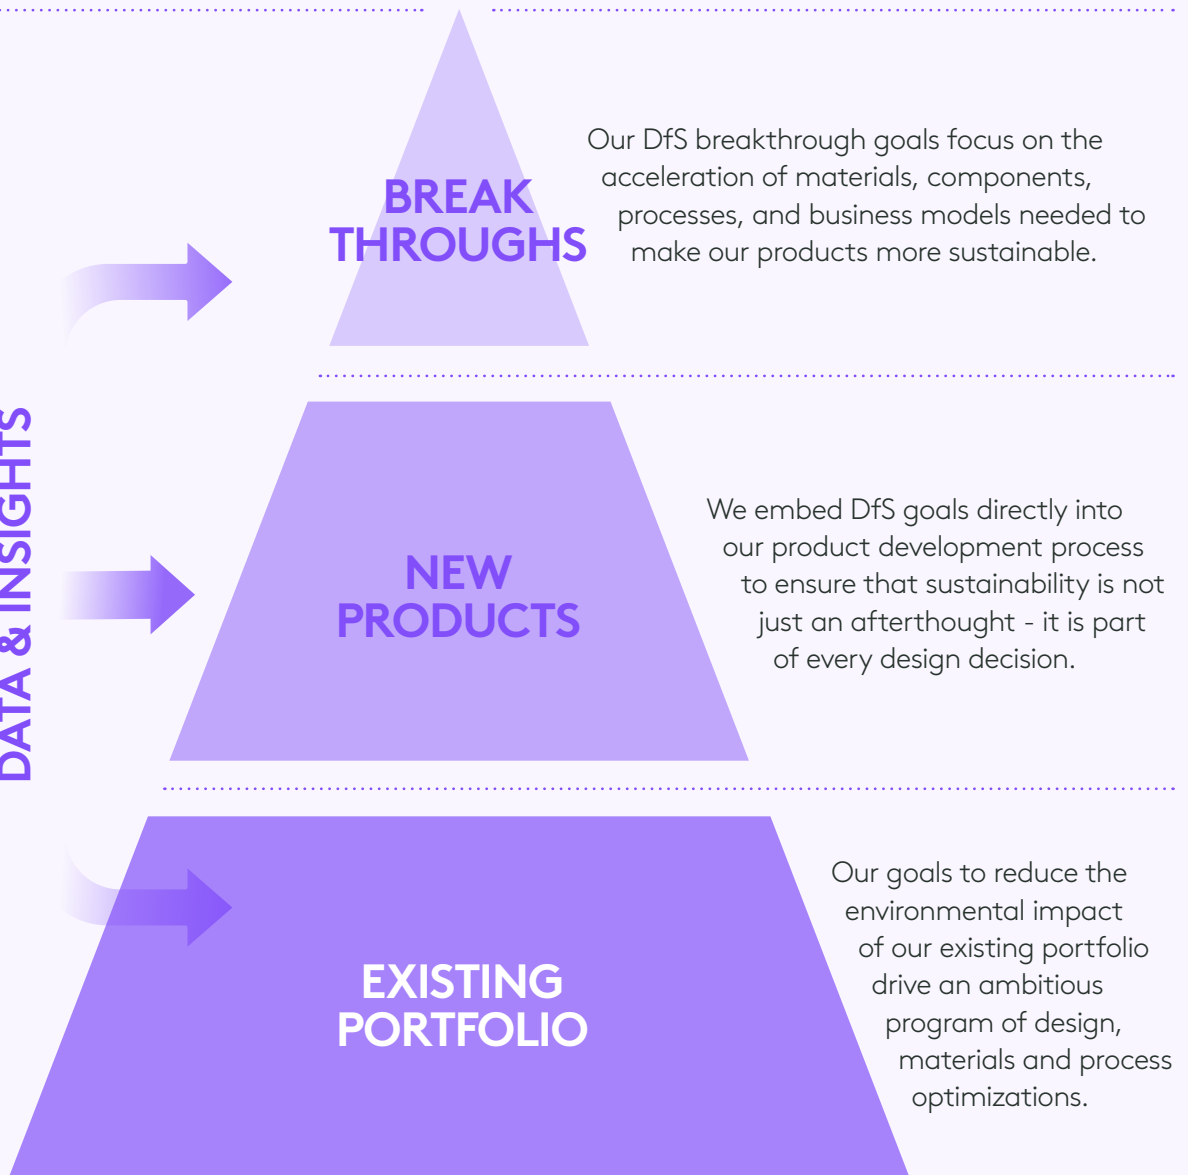 DATA & INSIGHTS
BREAK
THROUGHS
Our DfS breakthrough goals focus on the
acceleration of materials, components,
processes, and business models needed to
make our products more sustainable.
NEW
PRODUCTS
We embed DfS goals directly into
our product development process
to ensure that sustainability is not
just an afterthought - it is part
of every design decision.
EXISTING
PORTFOLIO
Our goals to reduce the
environmental impact
of our existing portfolio
drive an ambitious
program of design,
materials and process
optimizations.